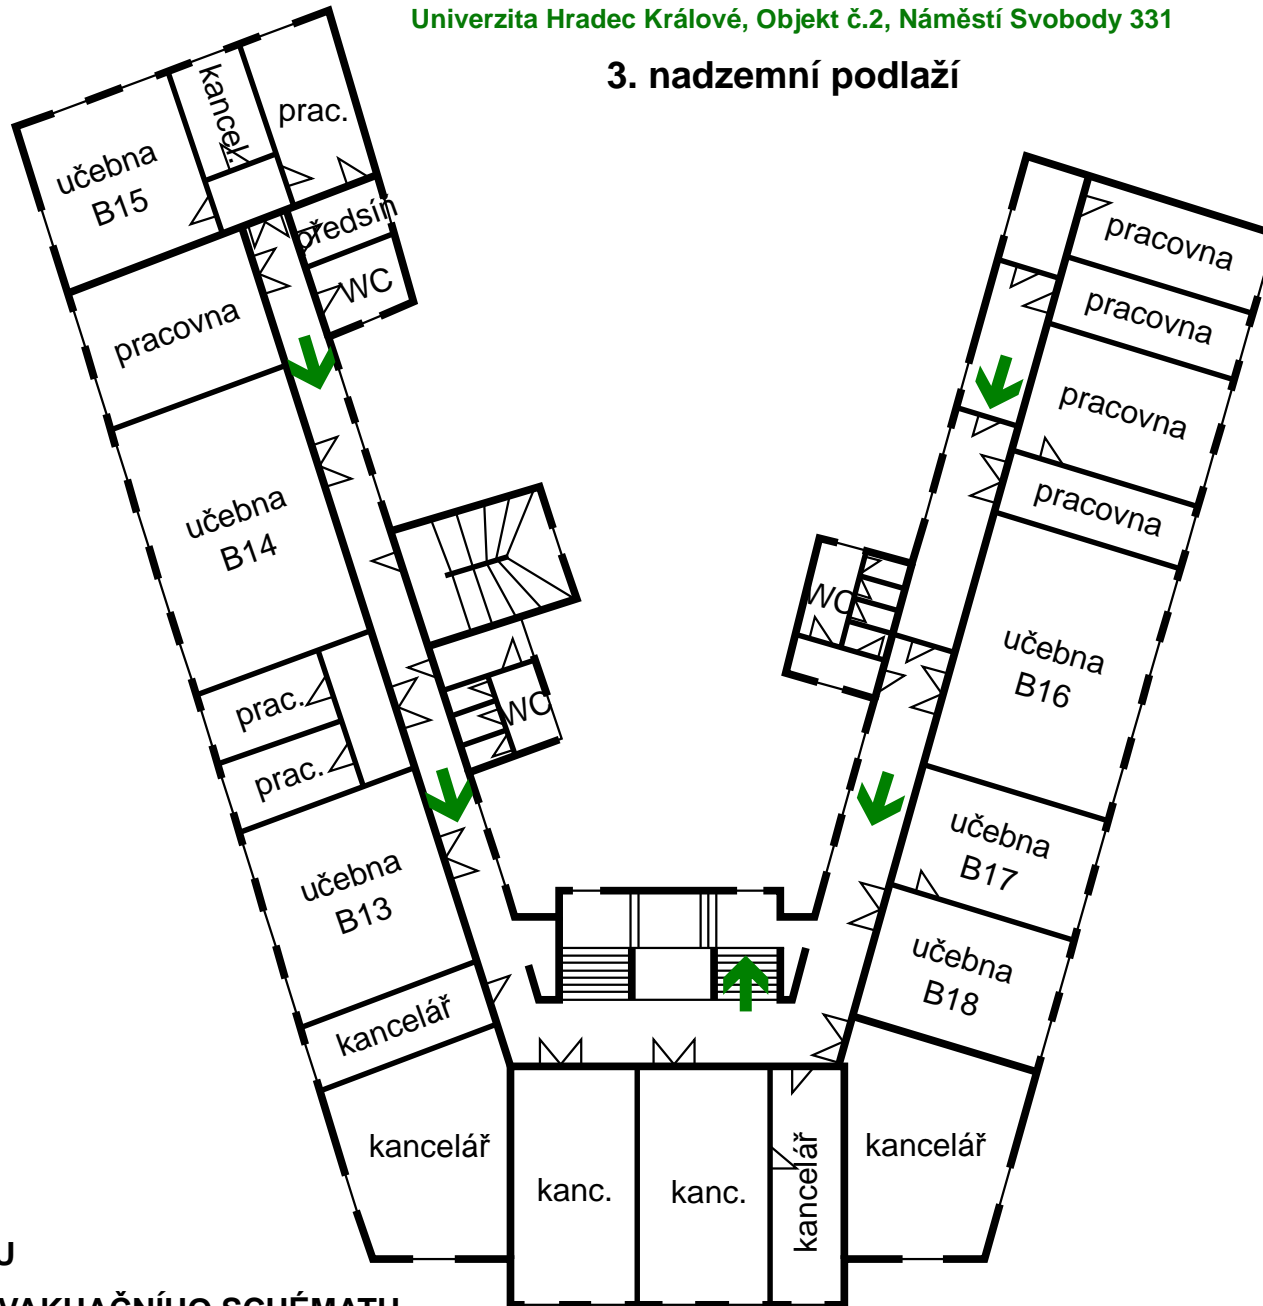 Univerzita Hradec Králové, Objekt č.2, Náměstí Svobody 331
3. nadzemní podlaží
kancel.
prac.
učebna
B15
předsíň
WC
pracovna
učebna
B14
prac.
prac.
WC
učebna
B13
kancelář
kancelář
kanc.
kanc.
kancelář
kancelář
pracovna
pracovna
pracovna
pracovna
WC
učebna
B16
učebna
B17
učebna
B18
U
VAKUAČNÍHO SCHÉMATU